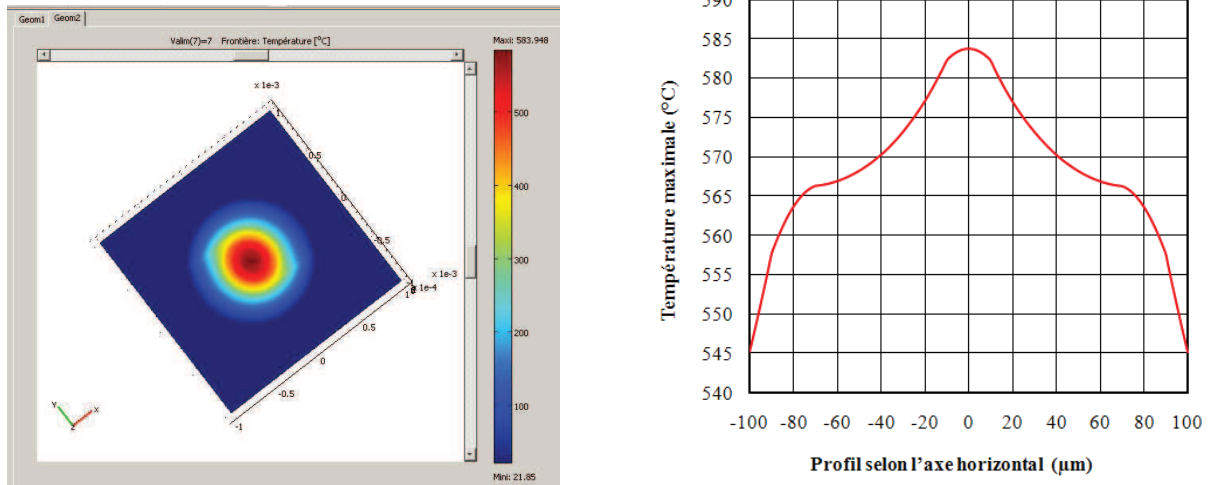 Geom1 Geom2
Valim(7)=7 Frontière: Température [°C]
Maxi: 583.948
x 1e-3
1
0.5
0
-0.5
x 1e-3
1
x 1e-4
0.5
0
-0.5
-1
500
400
300
200
100
Y
X
Z
Mini: 21.85
590
585
580
575
570
565
560
555
550
545
540
Température maximale (°C)
-100 -80 -60 -40 -20 0 20 40 60 80 100
Profil selon l'axe horizontal (µm)